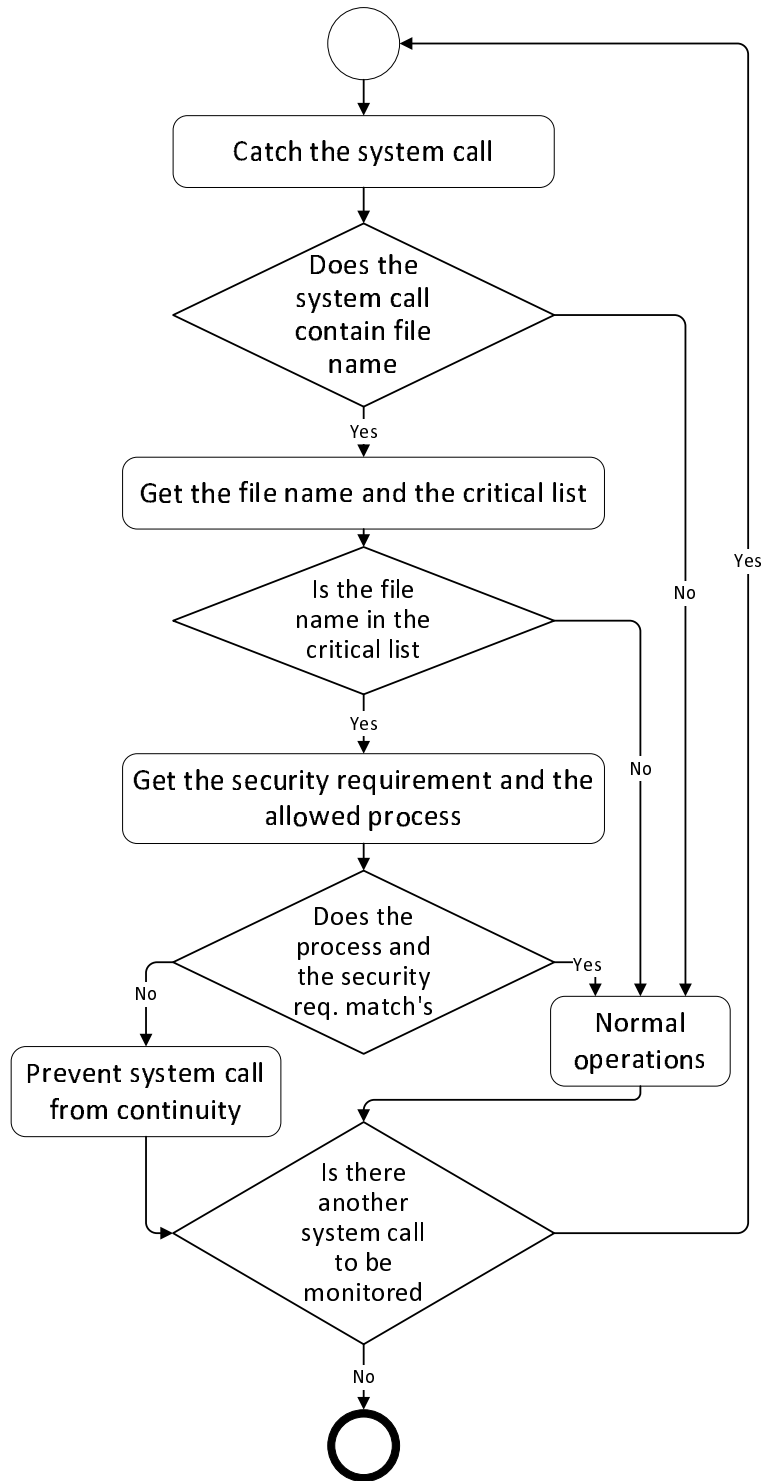 Catch the system call
Does the
system call
contain file
name
Yes
Get the file name and the critical list
Yes
Is the file
name in the
critical list
No
Yes
No
Get the security requirement and the
allowed process
Does the
process and
the security
req. match's
Yes
No
Normal
operations
Prevent system call
from continuity
Is there
another
system call
to be
monitored
No